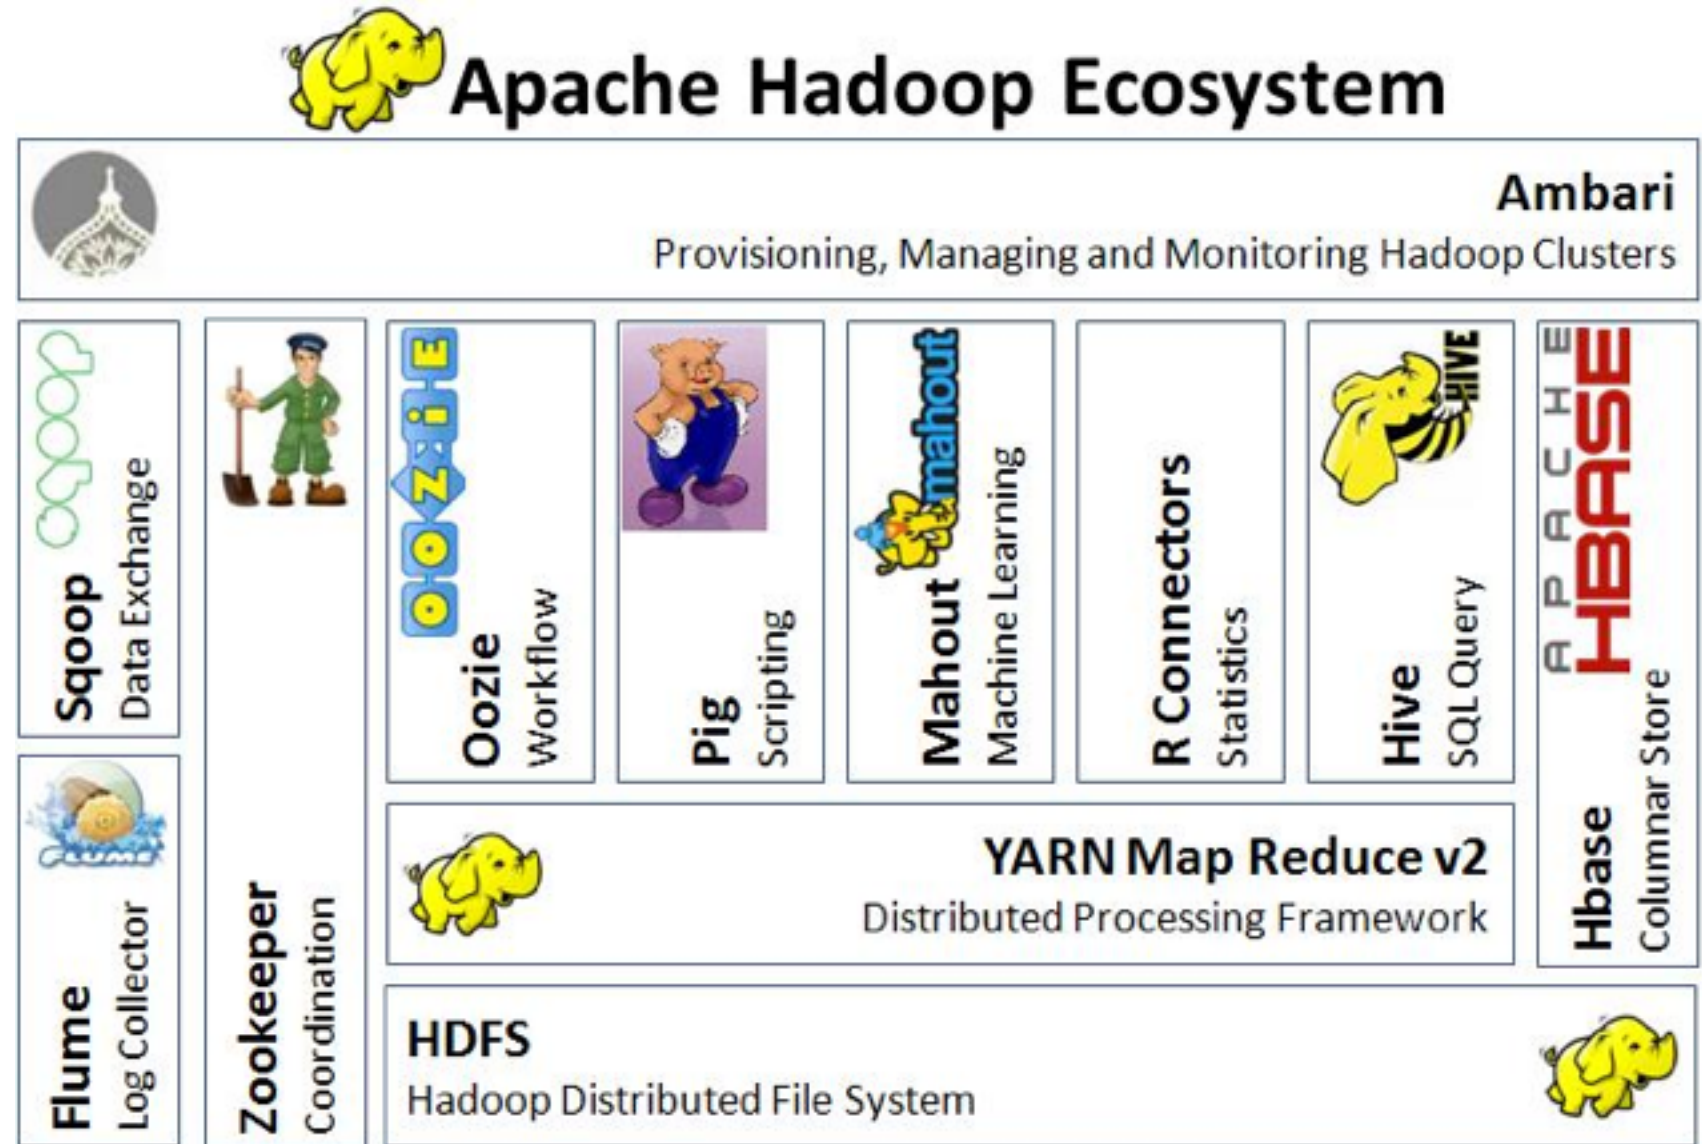 Apache Hadoop Ecosystem
Ambari
Provisioning, Managing and Monitoring Hadoop Clusters
sqoop
Sqoop
Data Exchange
FLUME
Flume
Log Collector
Zookeeper
Coordination
OOZiE
Oozie
Workflow
Pig
Scripting
mahout
Mahout
Machine Learning
R Connectors
Statistics
HIVE
Hive
SQL Query
APACHE
HBASE
Hbase
Columnar Store
YARN Map Reduce v2
Distributed Processing Framework
HDFS
Hadoop Distributed File System